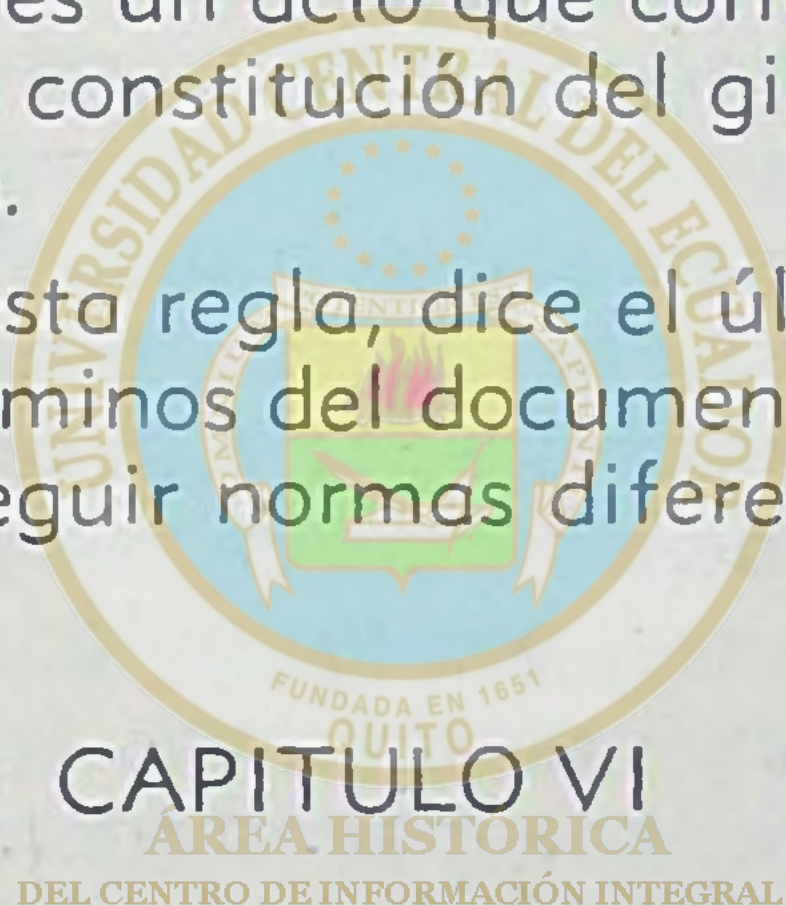 es un acto que con
constitución del gi
.
sta regla, dice el úl
minos del documen
eguir normas difere
UNIVERSIDAD CENTRAL DEL ECUADOR
FUNDADA EN 1651
QUITO
CAPITULO VI
ÁREA HISTÓRICA
DEL CENTRO DE INFORMACIÓN INTEGRAL